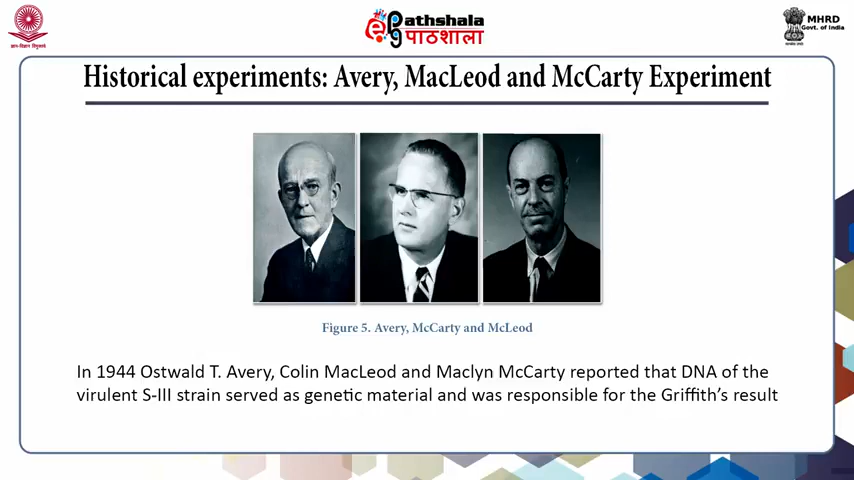 ज्ञान-विज्ञान विमुक्तये
ePathshala
पाठशाला
MHRD
Govt. of India
Historical experiments: Avery, MacLeod and McCarty Experiment
Figure 5. Avery, McCarty and McLeod
In 1944 Ostwald T. Avery, Colin MacLeod and Maclyn McCarty reported that DNA of the
virulent S-III strain served as genetic material and was responsible for the Griffith's result